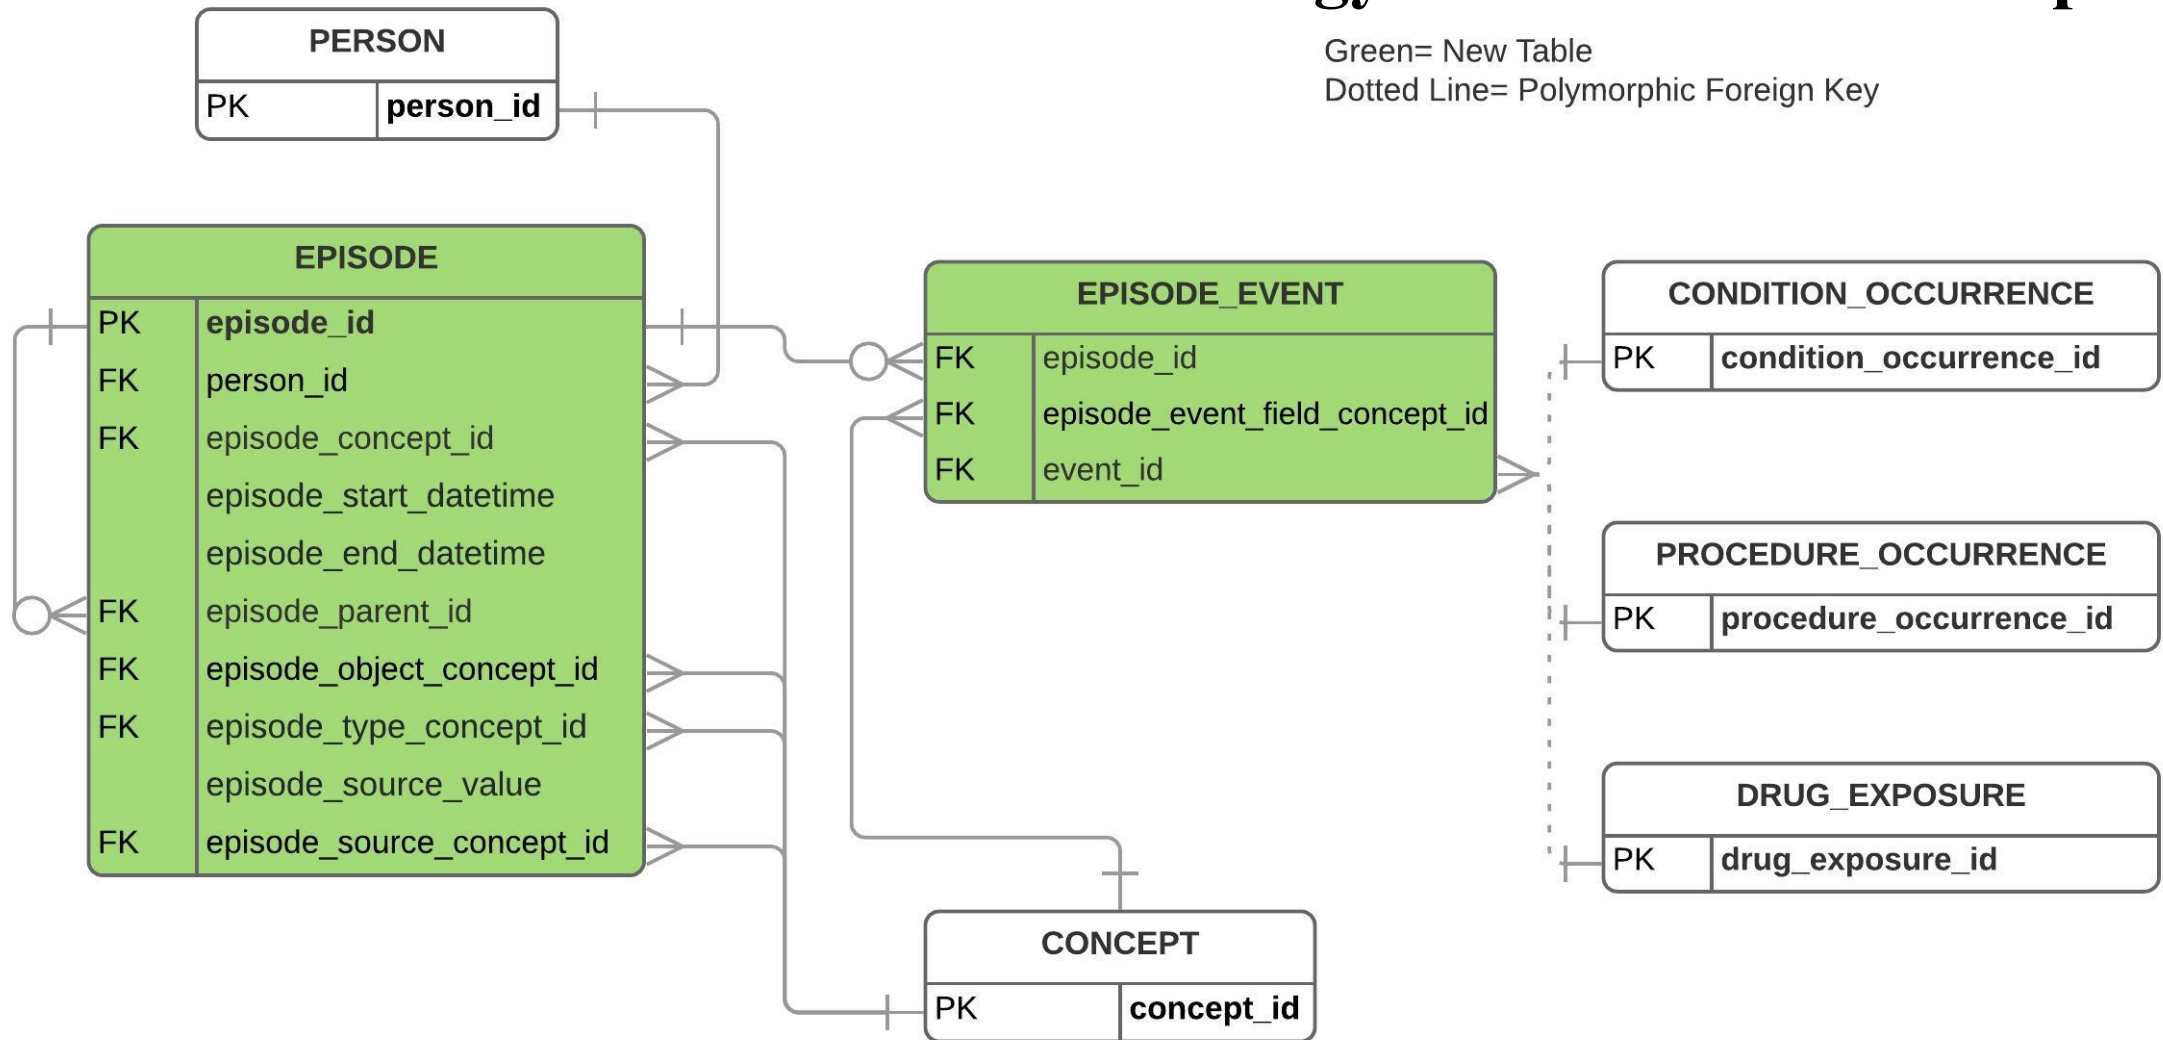 Green= New Table
Dotted Line= Polymorphic Foreign Key
PERSON
PK person_id
EPISODE
PK episode_id
FK person_id
FK episode_concept_id
episode_start_datetime
episode_end_datetime
FK episode_parent_id
FK episode_object_concept_id
FK episode_type_concept_id
episode_source_value
FK episode_source_concept_id
EPISODE_EVENT
FK episode_id
FK episode_event_field_concept_id
FK event_id
CONCEPT
PK concept_id
CONDITION_OCCURRENCE
PK condition_occurrence_id
PROCEDURE_OCCURRENCE
PK procedure_occurrence_id
DRUG_EXPOSURE
PK drug_exposure_id